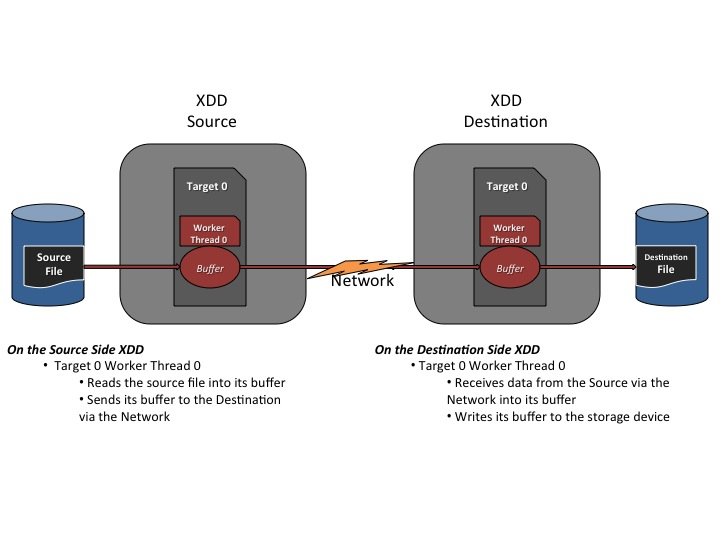 XDD
Source
XDD
Destination
Target 0
Target 0
Worker
Thread 0
Worker
Thread 0
Source
File
Buffer
Buffer
Destination
File
Network
On the Source Side XDD
• Target 0 Worker Thread 0
• Reads the source file into its buffer
• Sends its buffer to the Destination
via the Network
On the Destination Side XDD
• Target 0 Worker Thread 0
• Receives data from the Source via the
Network into its buffer
• Writes its buffer to the storage device